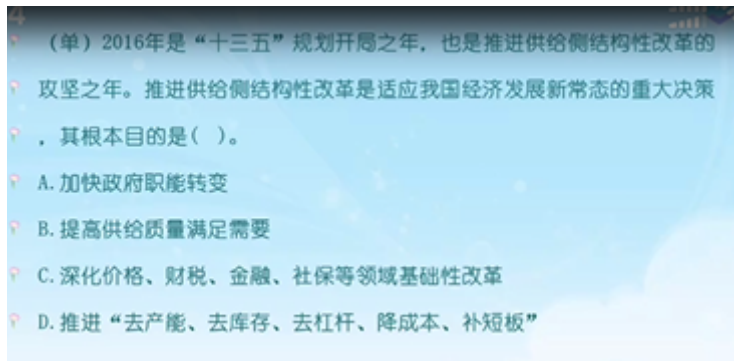 (单) 2016年是“十三五”规划开局之年，也是推进供给侧结构性改革的
攻坚之年。推进供给侧结构性改革是适应我国经济发展新常态的重大决策
，其根本目的是( )。
A.加快政府职能转变
B.提高供给质量满足需要
C.深化价格、财税、金融、社保等领域基础性改革
D.推进“去产能、去库存、去杠杆、降成本、补短板”